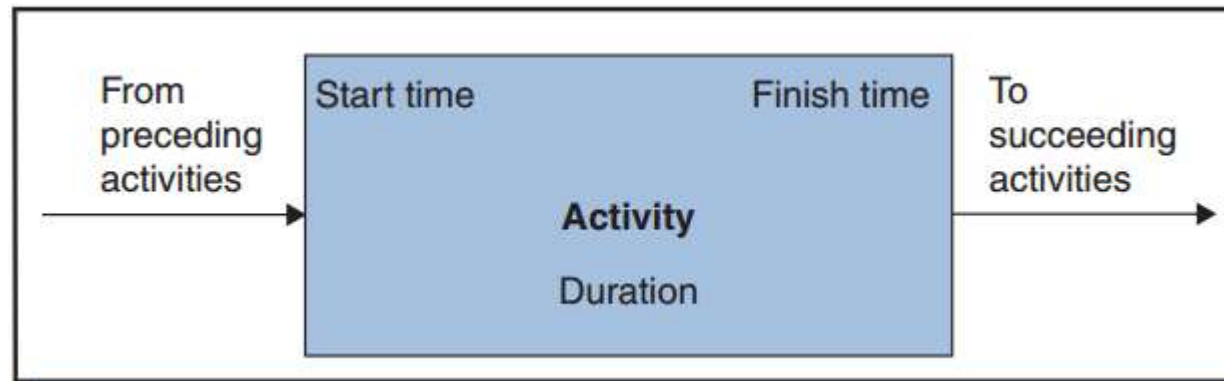 From
preceding
activities
Start time
Finish time
Activity
Duration
To
succeeding
activities